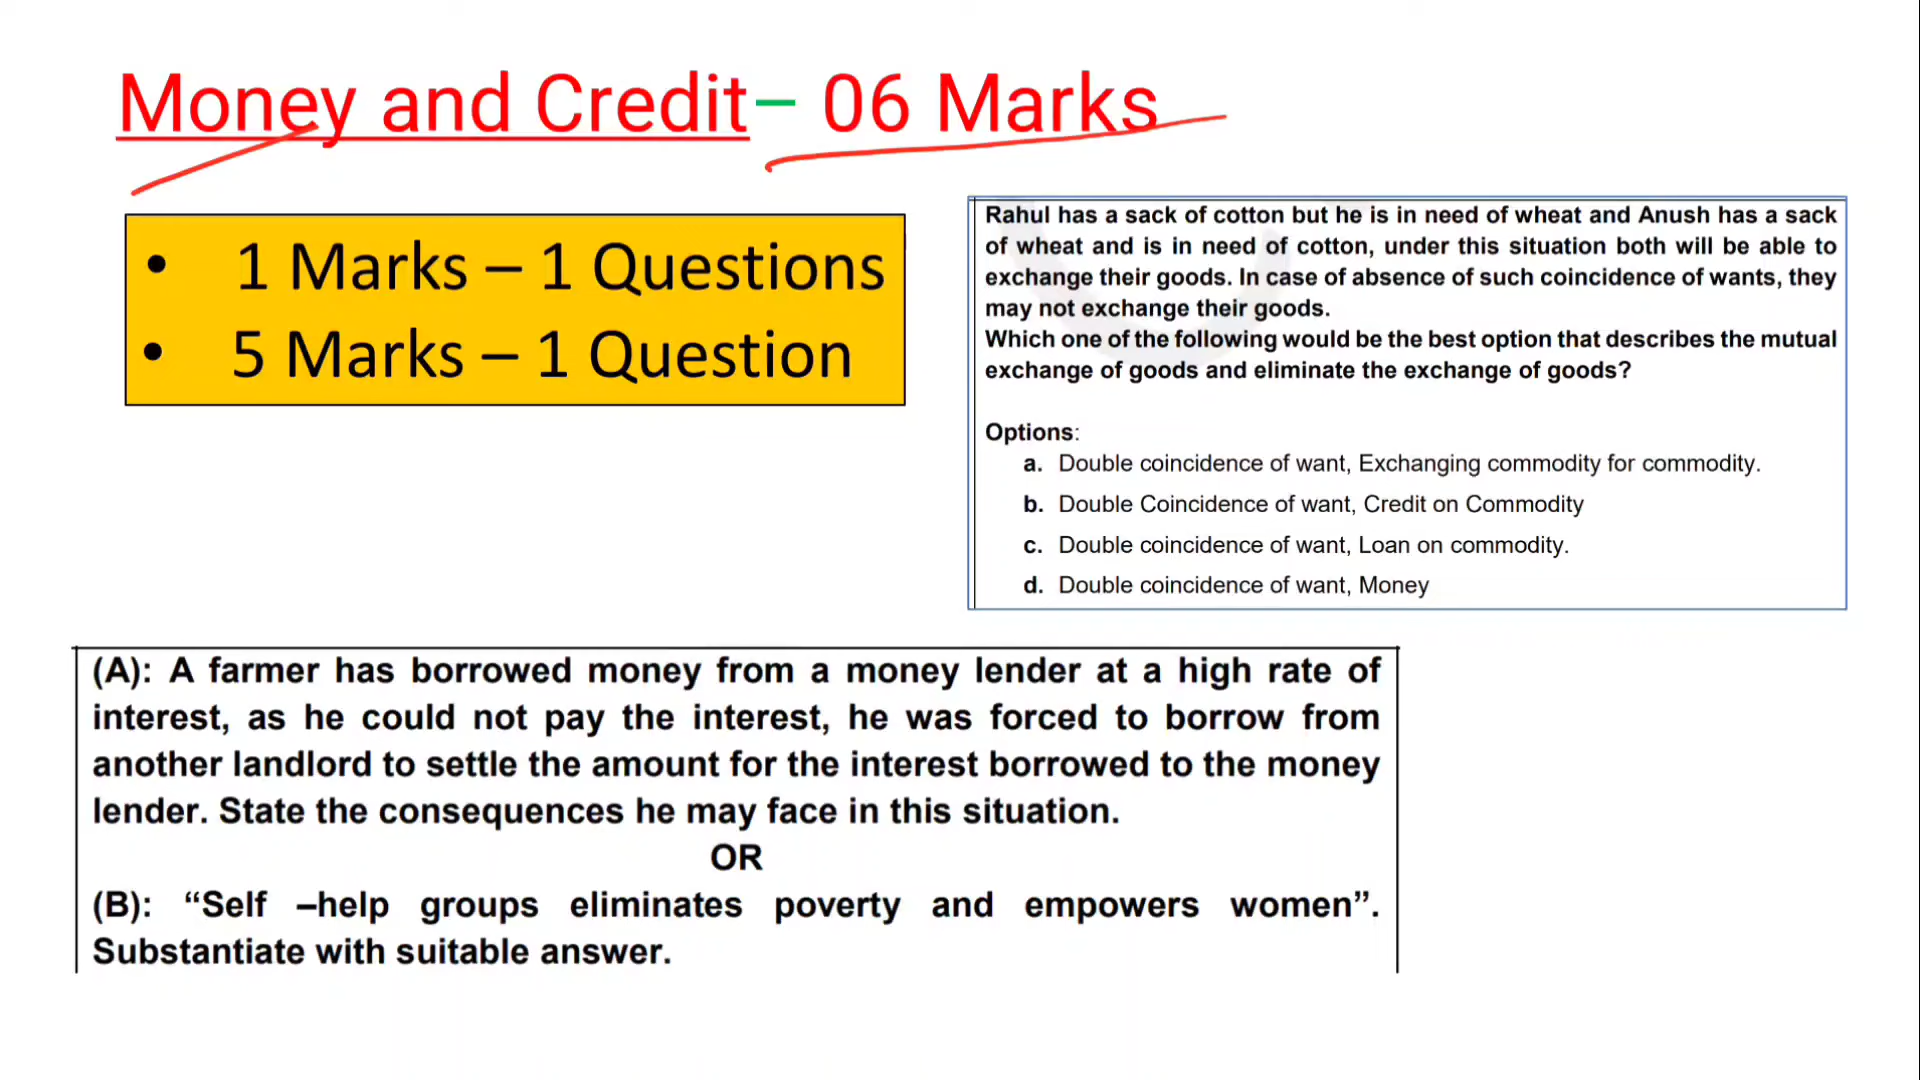 Money and Credit– 06 Marks
• 1 Marks – 1 Questions
• 5 Marks – 1 Question
Rahul has a sack of cotton but he is in need of wheat and Anush has a sack
of wheat and is in need of cotton, under this situation both will be able to
exchange their goods. In case of absence of such coincidence of wants, they
may not exchange their goods.
Which one of the following would be the best option that describes the mutual
exchange of goods and eliminate the exchange of goods?
Options:
a. Double coincidence of want, Exchanging commodity for commodity.
b. Double Coincidence of want, Credit on Commodity
c. Double coincidence of want, Loan on commodity.
d. Double coincidence of want, Money
(A): A farmer has borrowed money from a money lender at a high rate of
interest, as he could not pay the interest, he was forced to borrow from
another landlord to settle the amount for the interest borrowed to the money
lender. State the consequences he may face in this situation.
OR
(B): “Self –help groups eliminates poverty and empowers women”.
Substantiate with suitable answer.